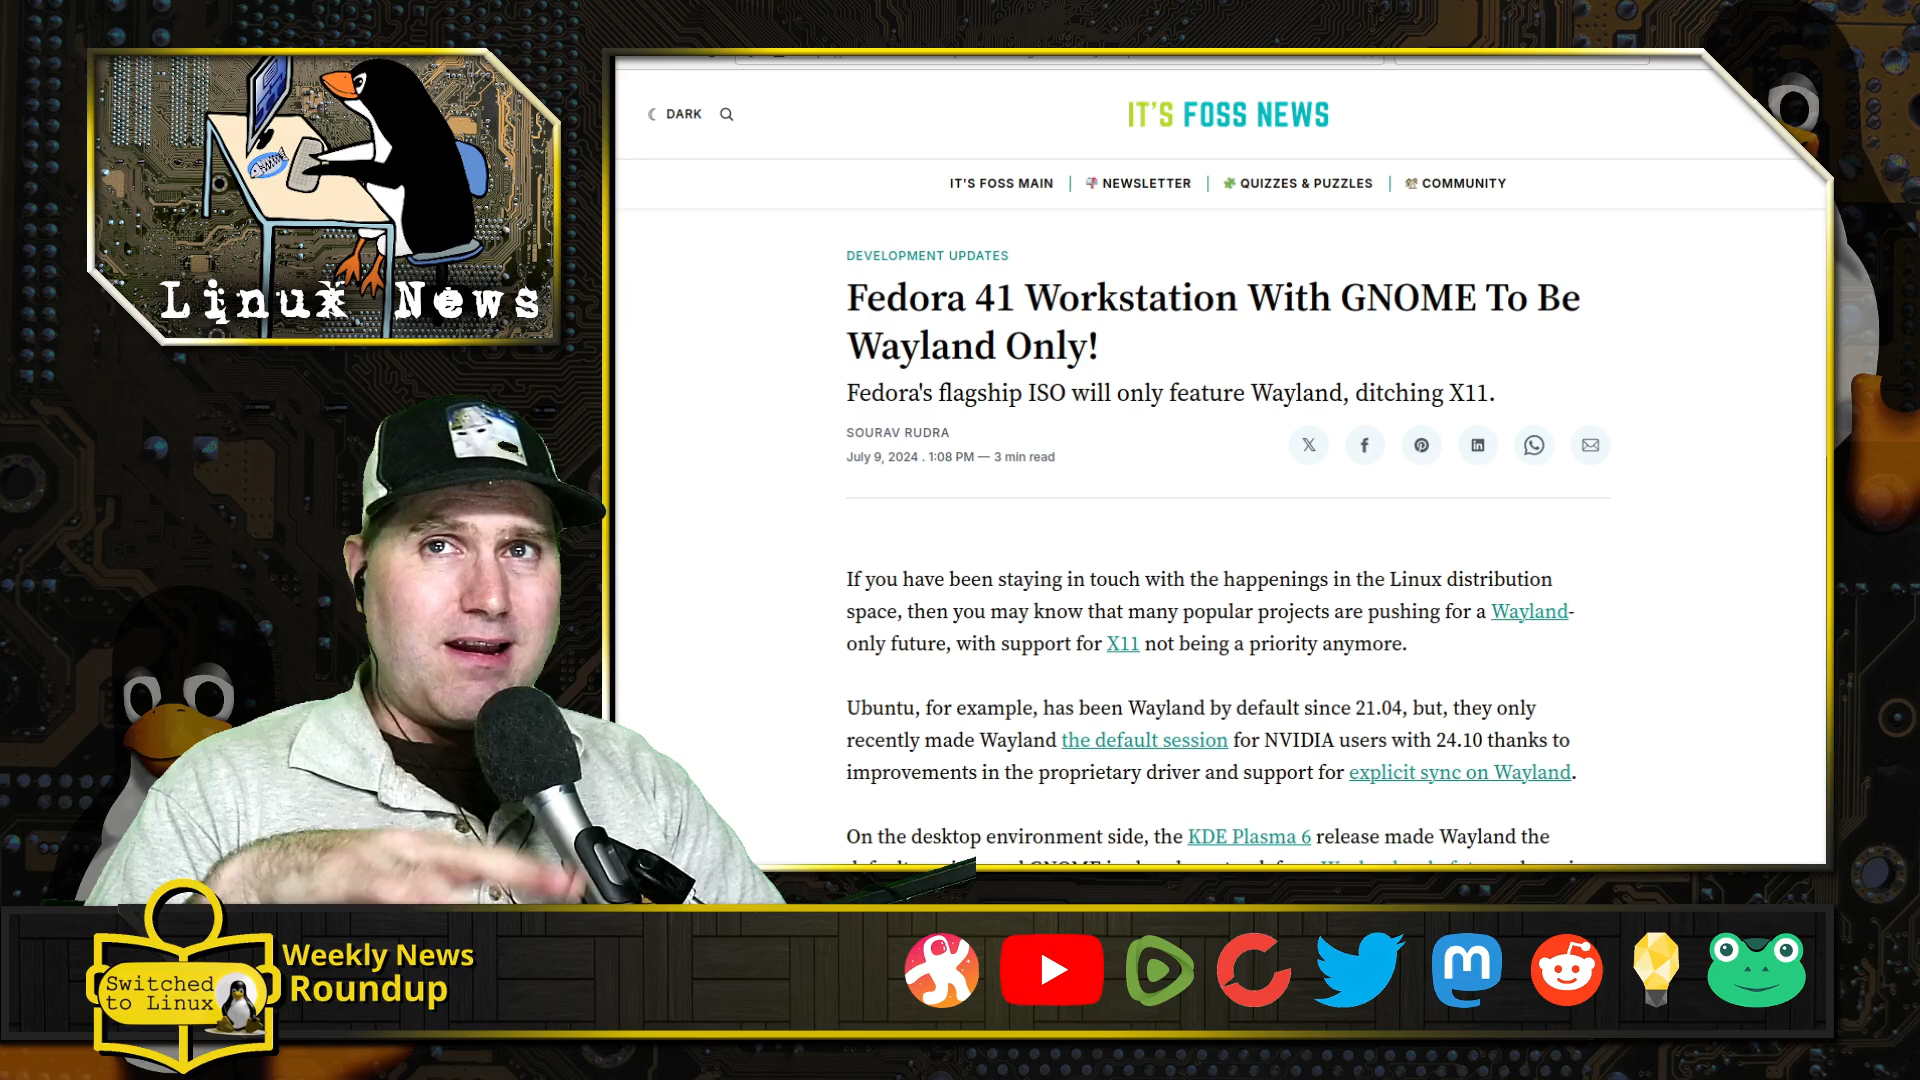 Linux News
DARK
IT'S FOSS NEWS
IT'S FOSS MAIN
NEWSLETTER
QUIZZES & PUZZLES
COMMUNITY
DEVELOPMENT UPDATES
Fedora 41 Workstation With GNOME To Be
Wayland Only!
Fedora's flagship ISO will only feature Wayland, ditching X11.
SOURAV RUDRA
July 9, 2024 . 1:08 PM — 3 min read
If you have been staying in touch with the happenings in the Linux distribution
space, then you may know that many popular projects are pushing for a Wayland-
only future, with support for X11 not being a priority anymore.
Ubuntu, for example, has been Wayland by default since 21.04, but, they only
recently made Wayland the default session for NVIDIA users with 24.10 thanks to
improvements in the proprietary driver and support for explicit sync on Wayland.
On the desktop environment side, the KDE Plasma 6 release made Wayland the
Switched
to Linux
Weekly News
Roundup